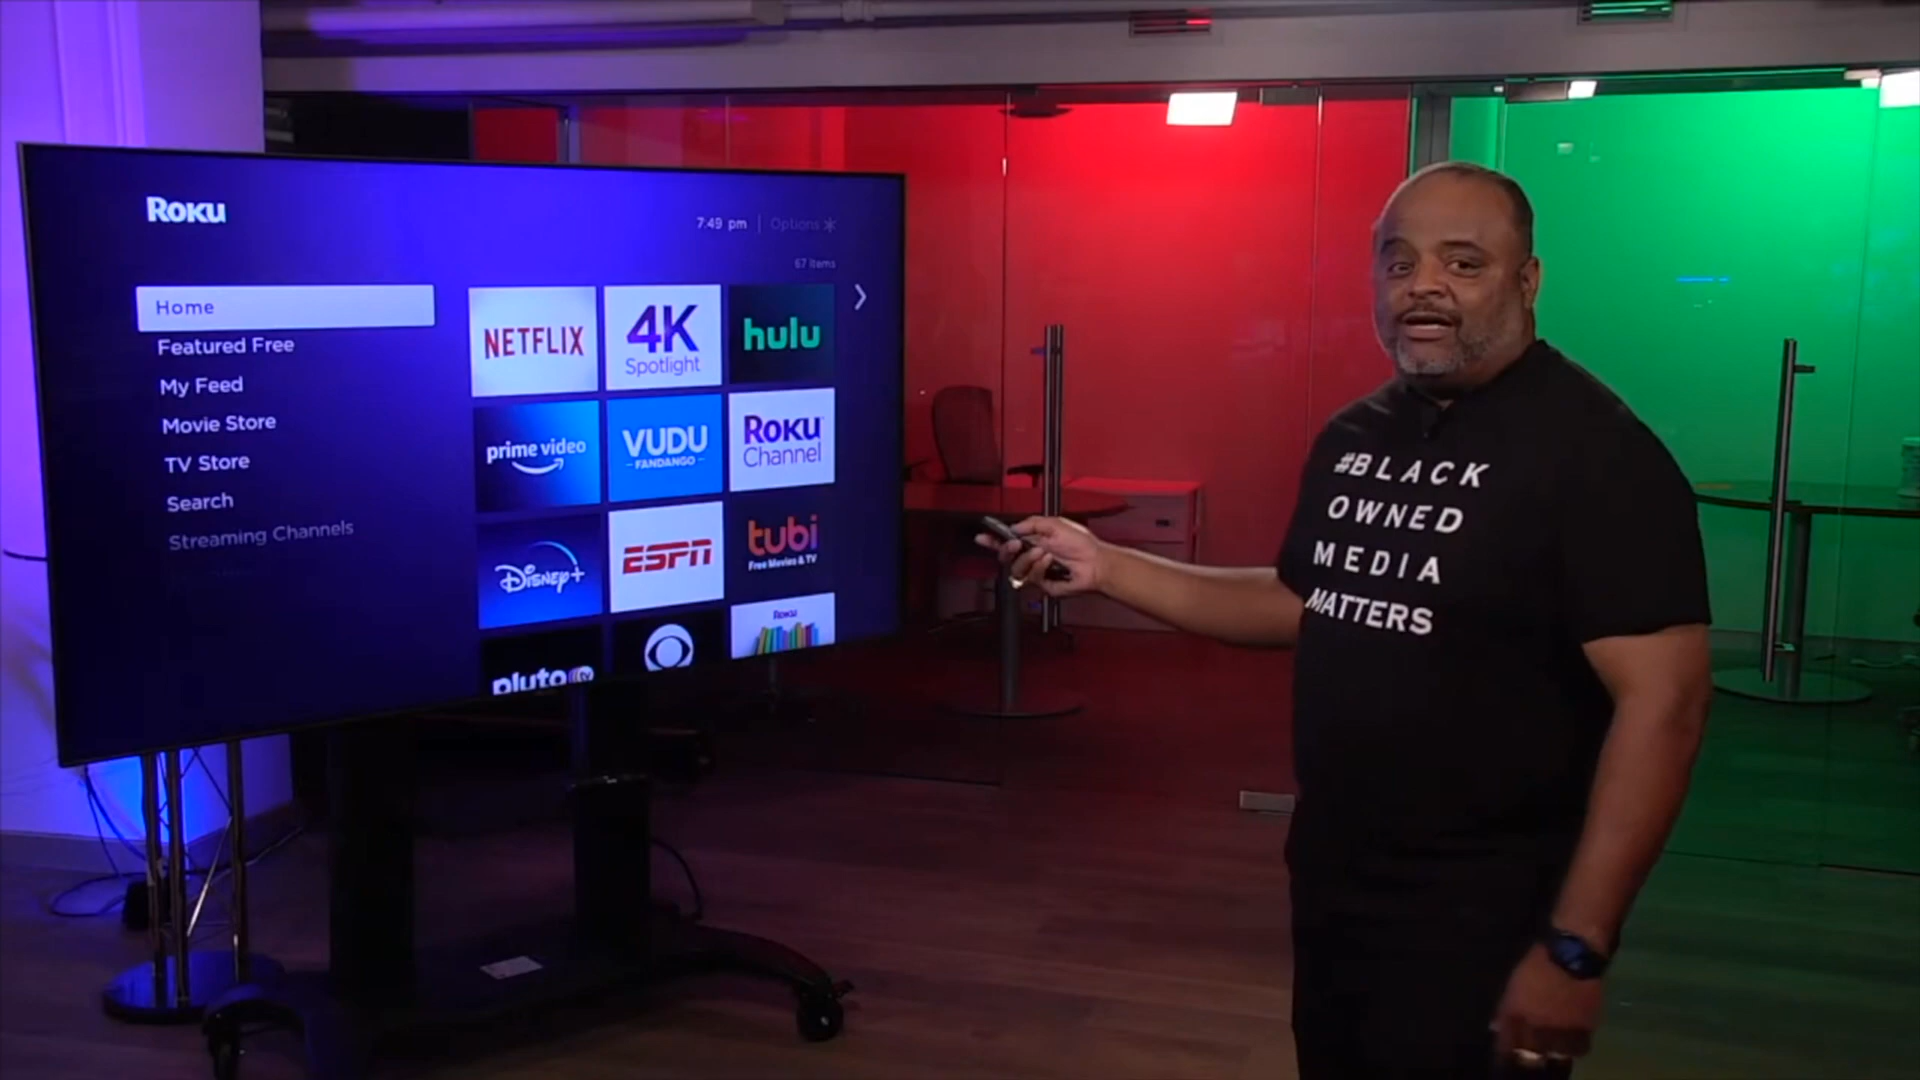 Roku
7:49 pm | Options *
67 items
Home
Featured Free
My Feed
Movie Store
TV Store
Search
Streaming Channels
NETFLIX
4K
Spotlight
hulu
prime video
VUDU
FANDANGO
Roku
Channel
Disney+
ESPN
tubi
Free Movies & TV
pluto tv
Roku
#BLACK
OWNED
MEDIA
MATTERS